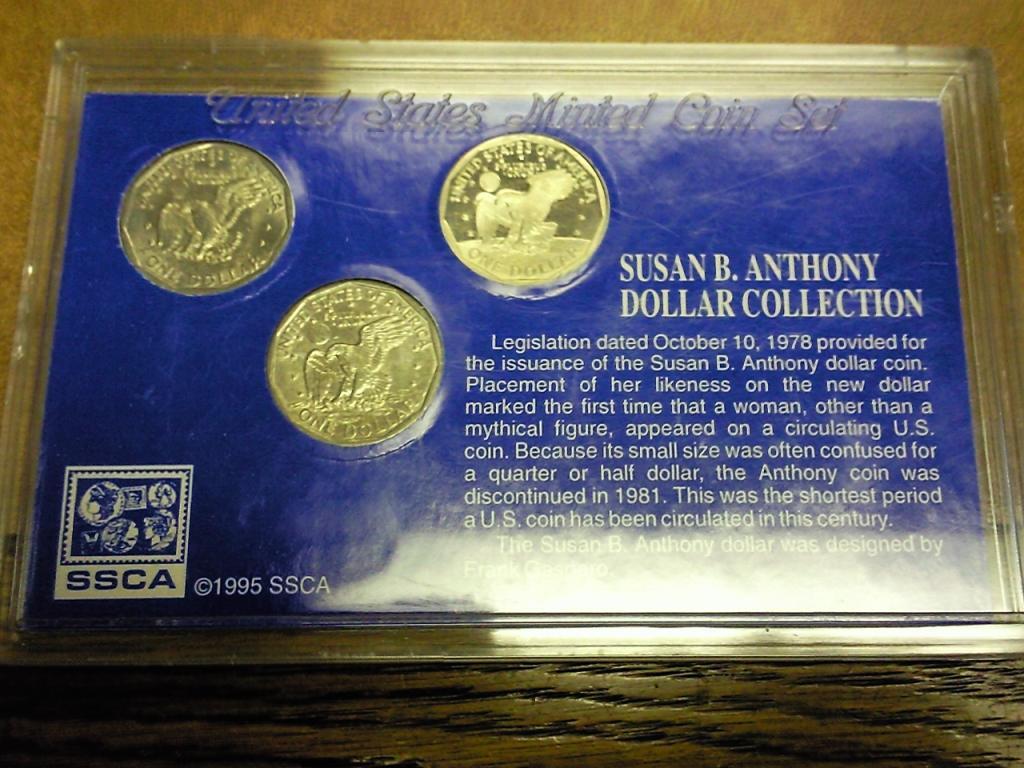 United States Minted Coin Set
UNITED STATES OF AMERICA
ONE DOLLAR
UNITED STATES OF AMERICA
ONE DOLLAR
UNITED STATES OF AMERICA
ONE DOLLAR
SUSAN B. ANTHONY
DOLLAR COLLECTION
Legislation dated October 10, 1978 provided for
the issuance of the Susan B. Anthony dollar coin.
Placement of her likeness on the new dollar
marked the first time that a woman, other than a
mythical figure, appeared on a circulating U.S.
coin. Because its small size was often confused for
a quarter or half dollar, the Anthony coin was
discontinued in 1981. This was the shortest period
a U.S. coin has been circulated in this century.
The Susan B. Anthony dollar was designed by
Frank Gasparo.
SSCA
©1995 SSCA